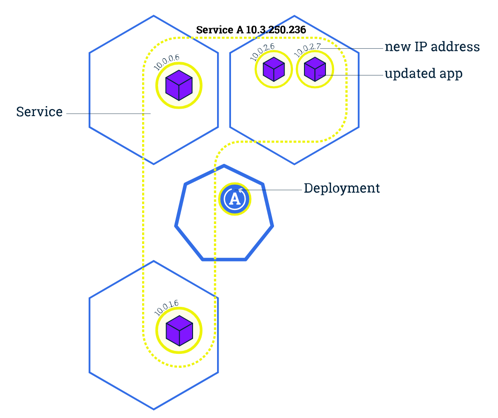 Service A 10.3.250.236
10.0.0.6
10.0.2.6
10.0.2.7
new IP address
updated app
Service
A
Deployment
10.0.1.6